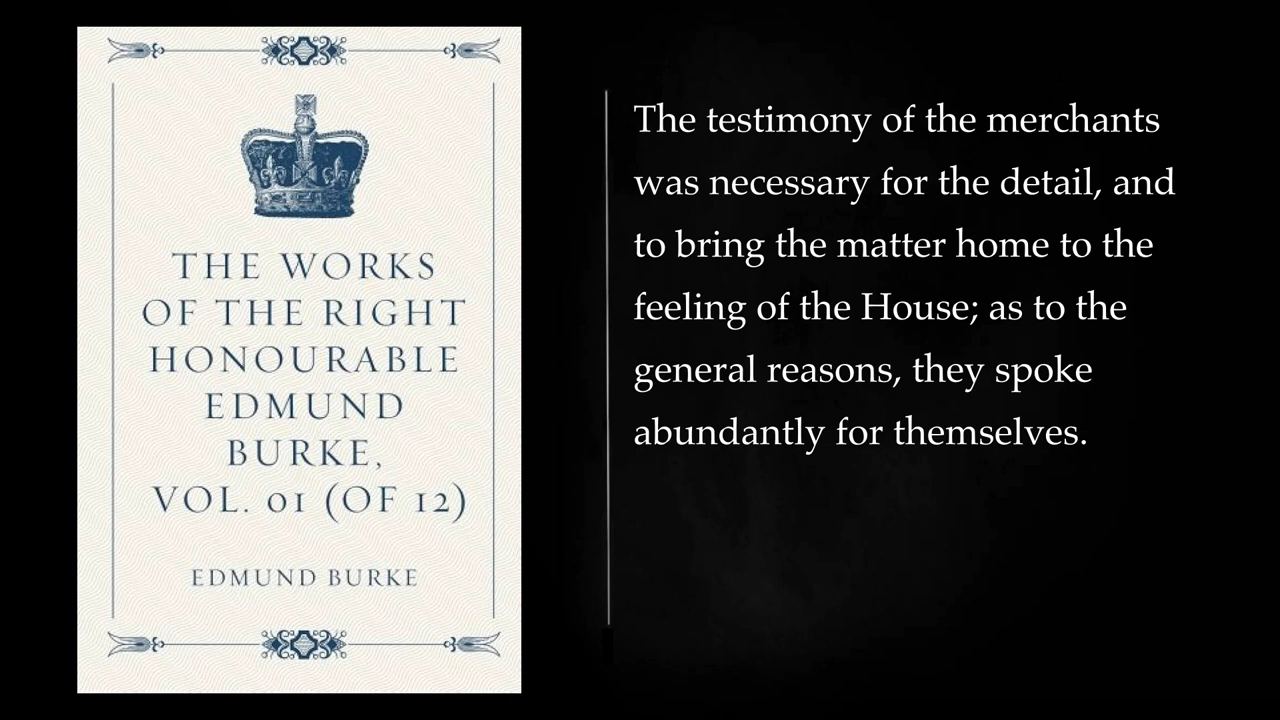 THE WORKS
OF THE RIGHT
HONOURABLE
EDMUND
BURKE,
VOL. 01 (OF 12)
EDMUND BURKE
The testimony of the merchants
was necessary for the detail, and
to bring the matter home to the
feeling of the House; as to the
general reasons, they spoke
abundantly for themselves.